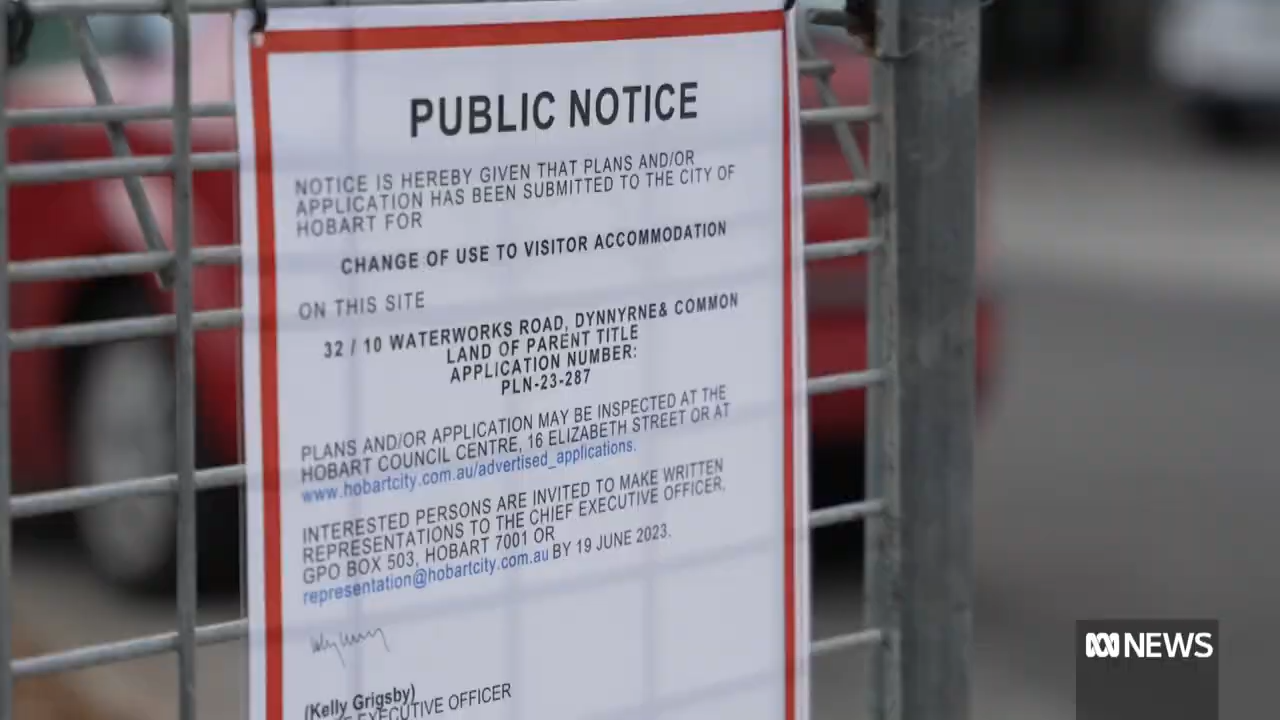 PUBLIC NOTICE
NOTICE IS HEREBY GIVEN THAT PLANS AND/OR
APPLICATION HAS BEEN SUBMITTED TO THE CITY OF
HOBART FOR
CHANGE OF USE TO VISITOR ACCOMMODATION
ON THIS SITE
32 / 10 WATERWORKS ROAD, DYNNYRNE& COMMON
LAND OF PARENT TITLE
APPLICATION NUMBER:
PLN-23-287
PLANS AND/OR APPLICATION MAY BE INSPECTED AT THE
HOBART COUNCIL CENTRE, 16 ELIZABETH STREET OR AT
www.hobartcity.com.au/advertised_applications.
INTERESTED PERSONS ARE INVITED TO MAKE WRITTEN
REPRESENTATIONS TO THE CHIEF EXECUTIVE OFFICER,
GPO BOX 503, HOBART 7001 OR
representation@hobartcity.com.au BY 19 JUNE 2023.
(Kelly Grigsby)
EXECUTIVE OFFICER
NEWS